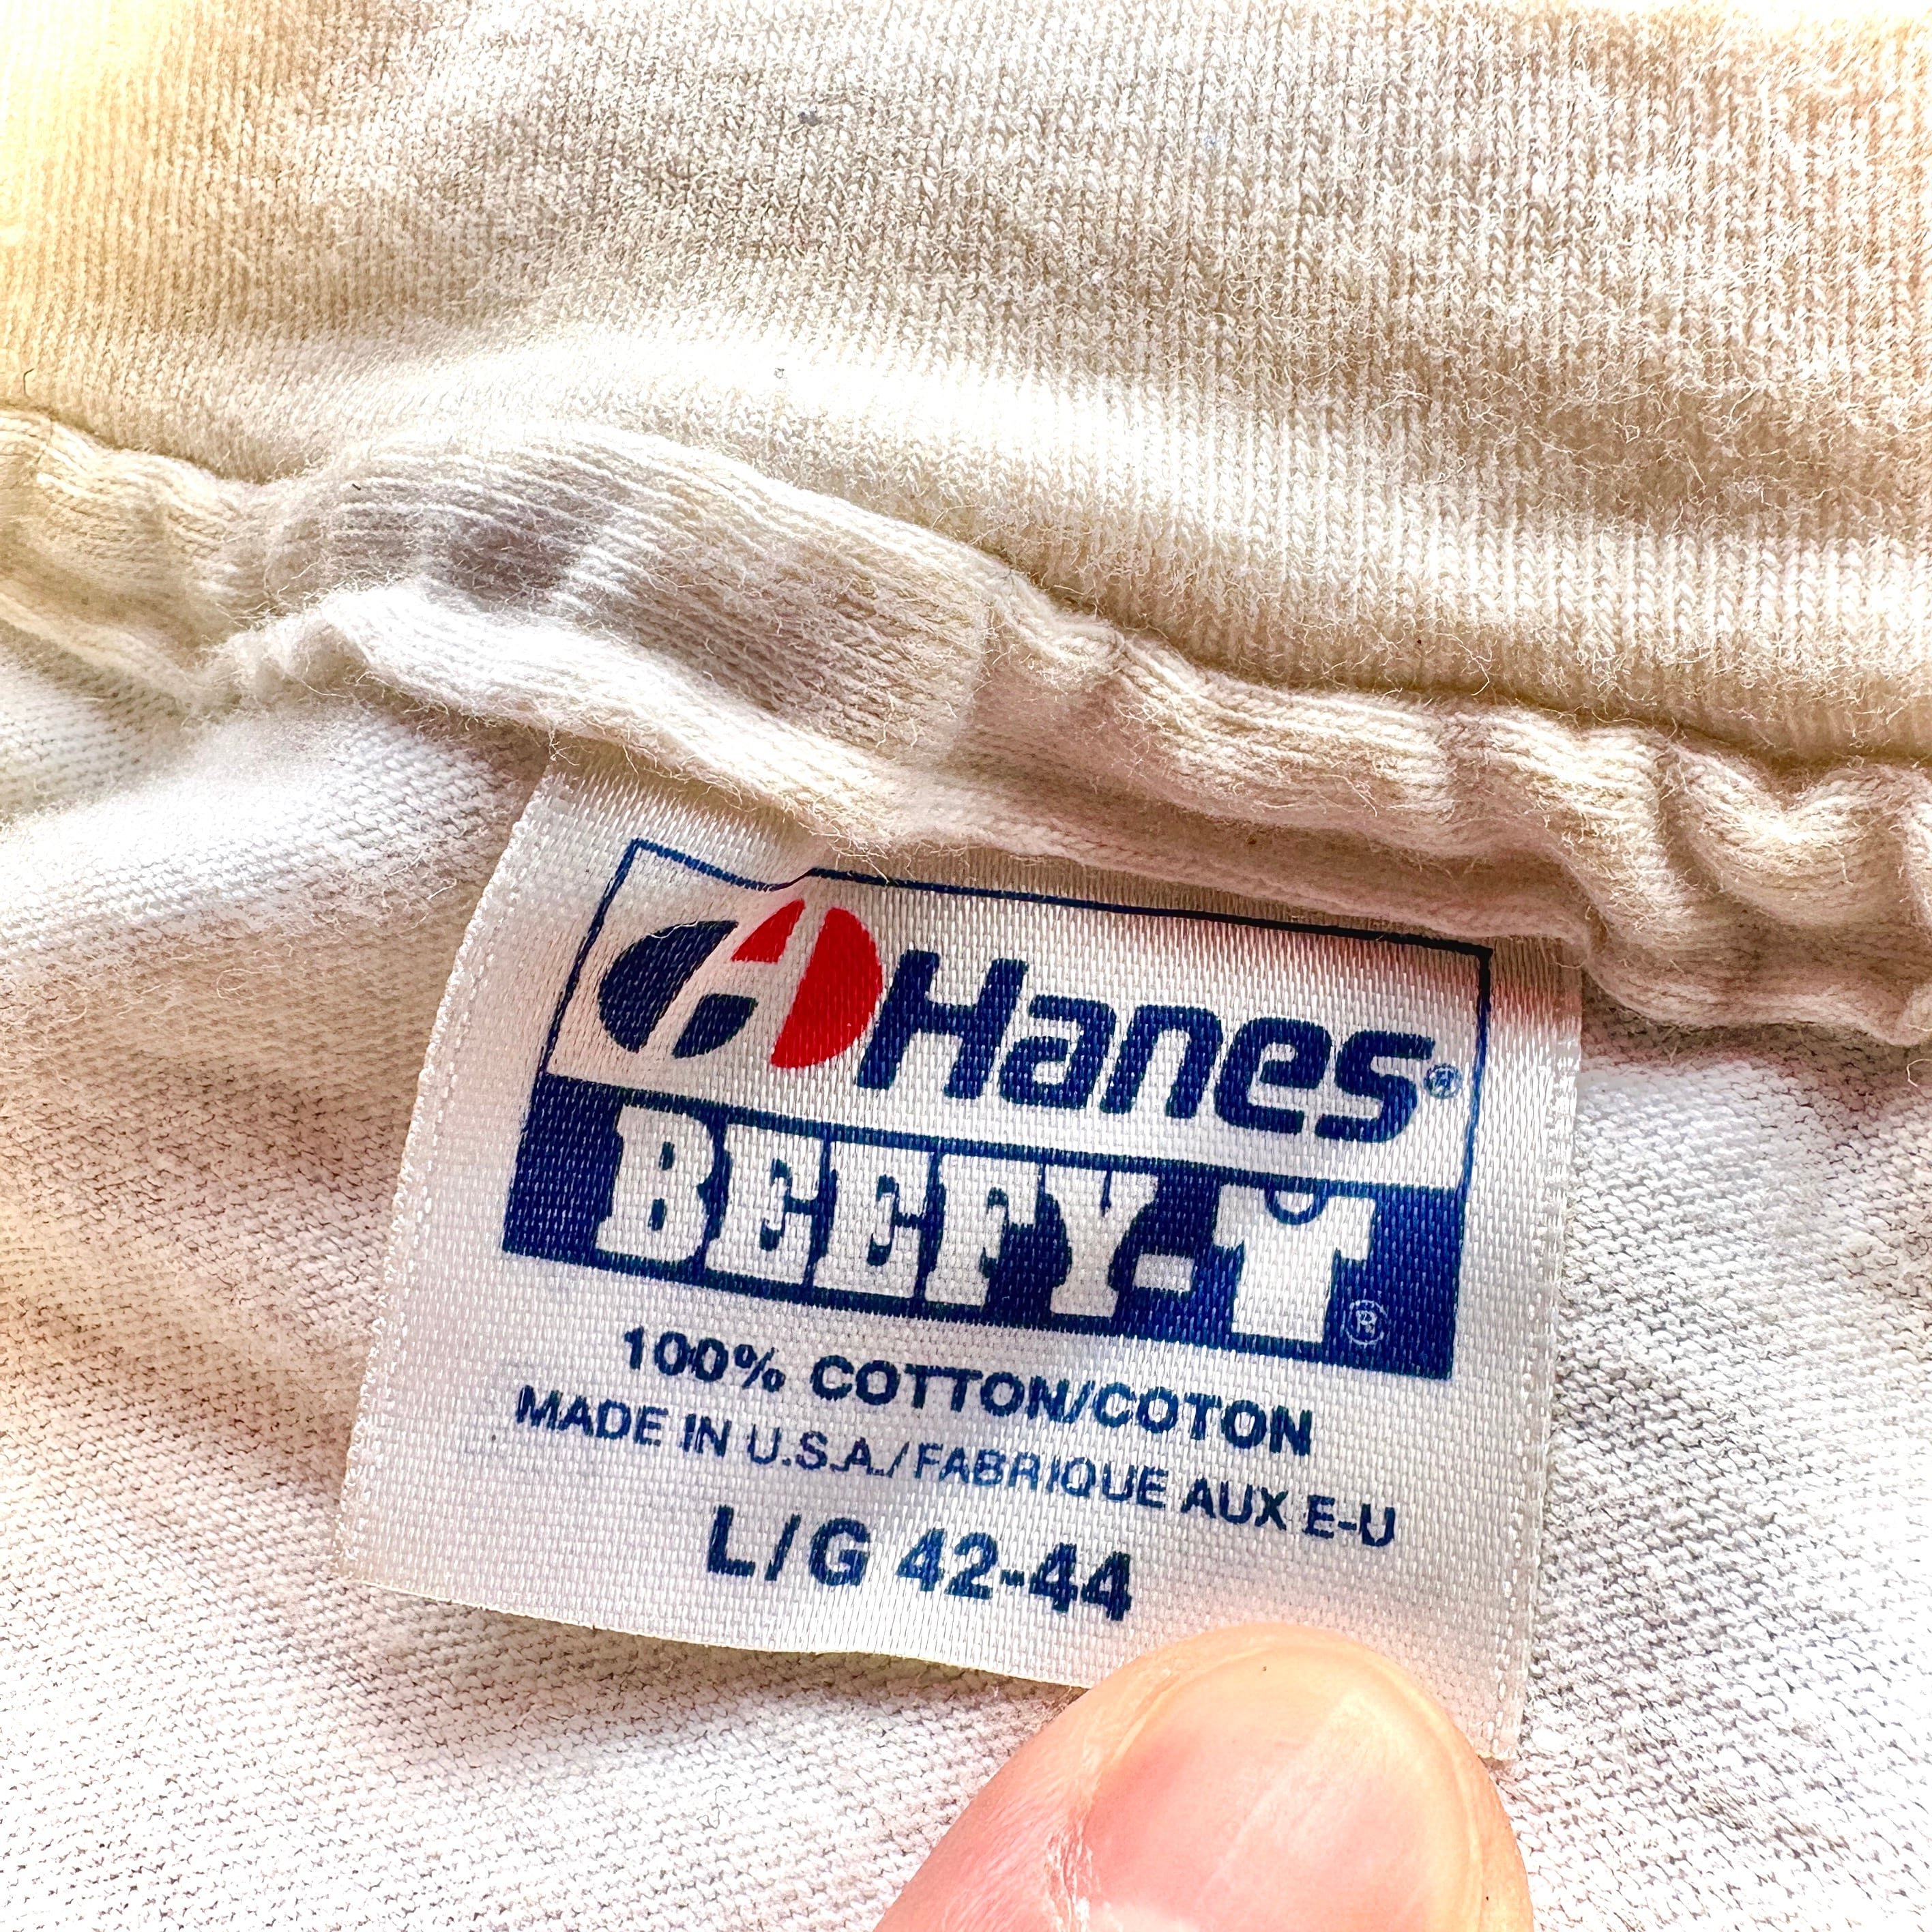 Hanes®
BEEFY-T®
100% COTTON/COTON
MADE IN U.S.A./FABRIQUE AUX E-U
L/G 42-44